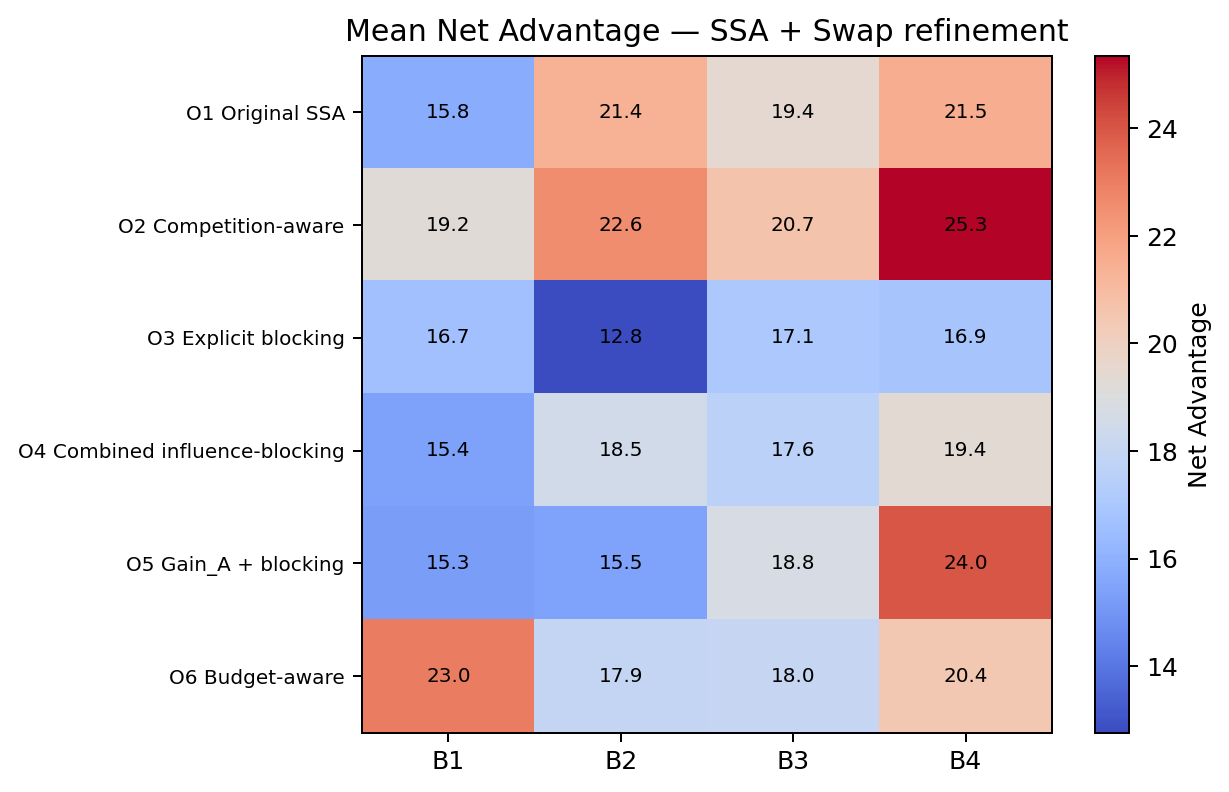 Mean Net Advantage — SSA + Swap refinement
O1 Original SSA 15.8 21.4 19.4 21.5
O2 Competition-aware 19.2 22.6 20.7 25.3
O3 Explicit blocking 16.7 12.8 17.1 16.9
O4 Combined influence-blocking 15.4 18.5 17.6 19.4
O5 Gain_A + blocking 15.3 15.5 18.8 24.0
O6 Budget-aware 23.0 17.9 18.0 20.4
B1 B2 B3 B4
24
22
20
18
16
14
Net Advantage